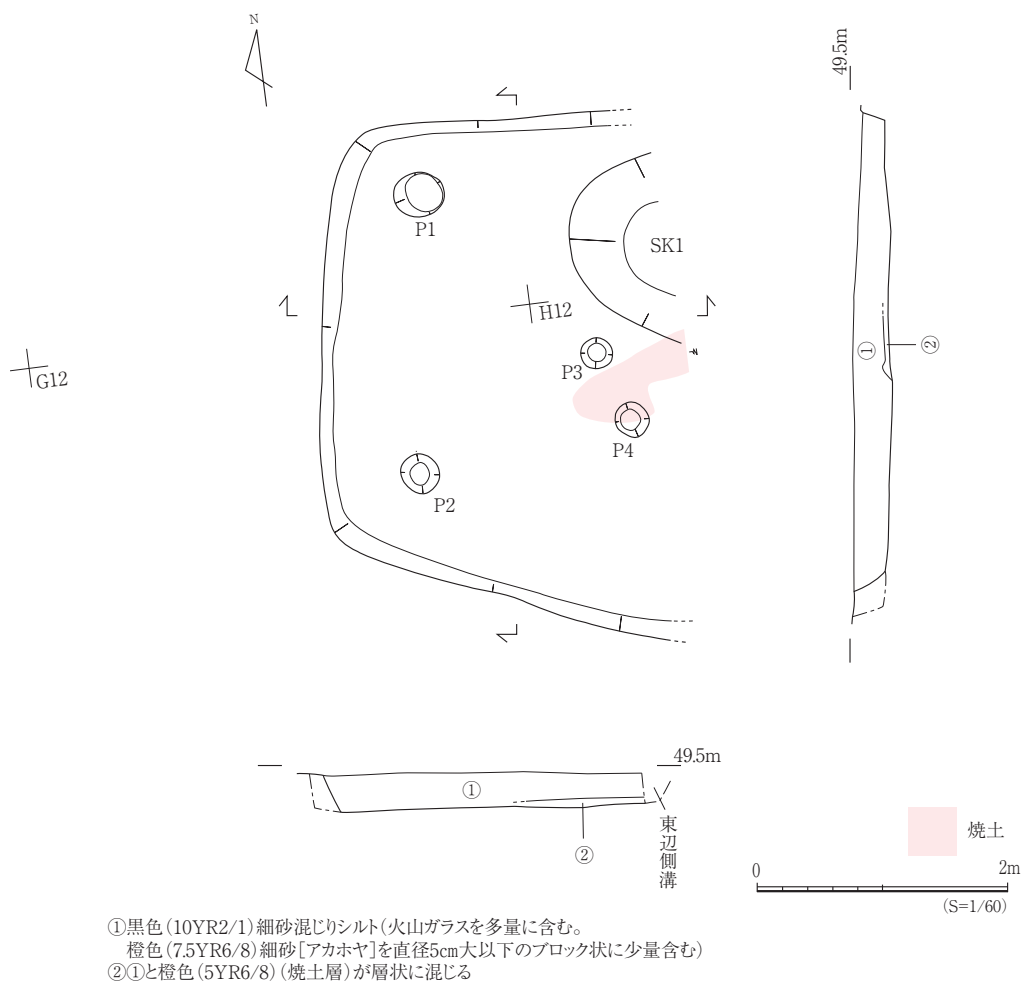 N
49.5m
P1
SK1
H12
G12
P3
P4
P2
①
②
49.5m
①
②
東辺側溝
焼土
0 2m
(S=1/60)
①黒色(10YR2/1)細砂混じりシルト(火山ガラスを多量に含む。
橙色(7.5YR6/8)細砂[アカホヤ]を直径5cm大以下のブロック状に少量含む)
②①と橙色(5YR6/8)(焼土層)が層状に混じる